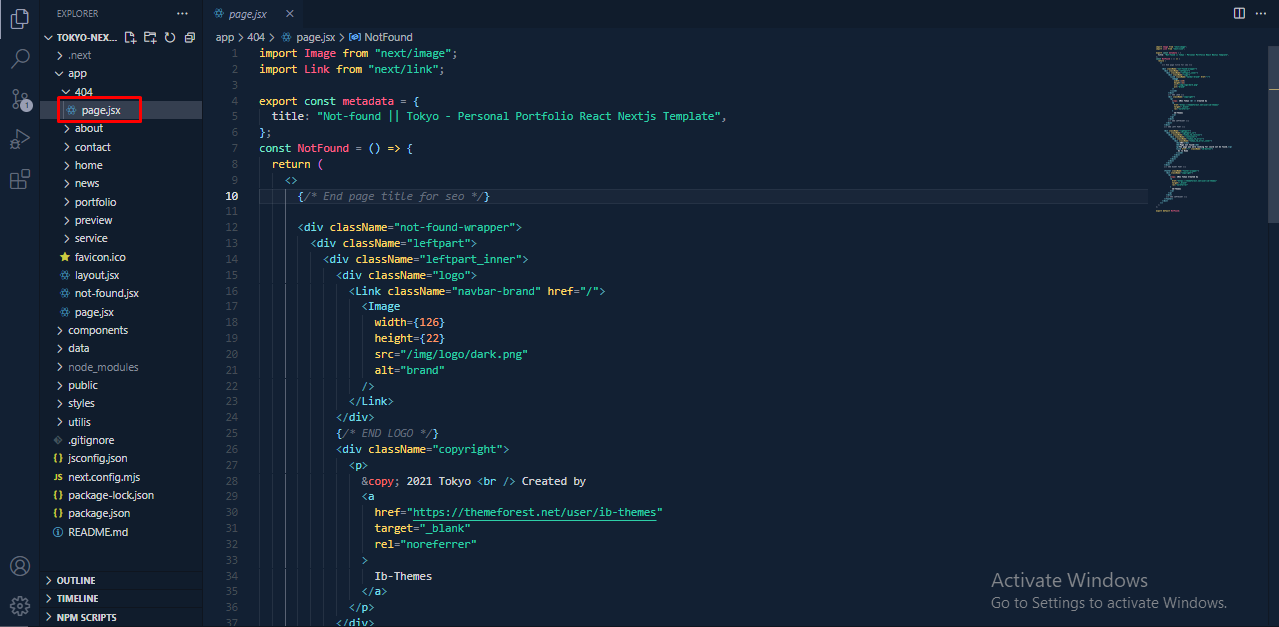 EXPLORER
TOKYO-NEX...
.next
app
404
page.jsx
about
contact
home
news
portfolio
preview
service
favicon.ico
layout.jsx
not-found.jsx
page.jsx
components
data
node_modules
public
styles
utilis
.gitignore
{} jsconfig.json
JS next.config.mjs
{} package-lock.json
{} package.json
README.md
OUTLINE
TIMELINE
NPM SCRIPTS
1
page.jsx
app > 404 > page.jsx > NotFound
1 import Image from "next/image";
2 import Link from "next/link";
3
4 export const metadata = {
5 title: "Not-found || Tokyo - Personal Portfolio React Nextjs Template",
6 };
7 const NotFound = () => {
8 return (
9 <>
10 {/* End page title for seo */}
11
12 <div className="not-found-wrapper">
13 <div className="leftpart">
14 <div className="leftpart_inner">
15 <div className="logo">
16 <Link className="navbar-brand" href="/">
17 <Image
18 width={126}
19 height={22}
20 src="/img/logo/dark.png"
21 alt="brand"
22 />
23 </Link>
24 </div>
25 {/* END LOGO */}
26 <div className="copyright">
27 <p>
28 &copy; 2021 Tokyo <br /> Created by
29 <a
30 href="https://themeforest.net/user/ib-themes"
31 target="_blank"
32 rel="noreferrer"
33 >
34 Ib-Themes
35 </a>
36 </p>
37 </div>
Activate Windows
Go to Settings to activate Windows.